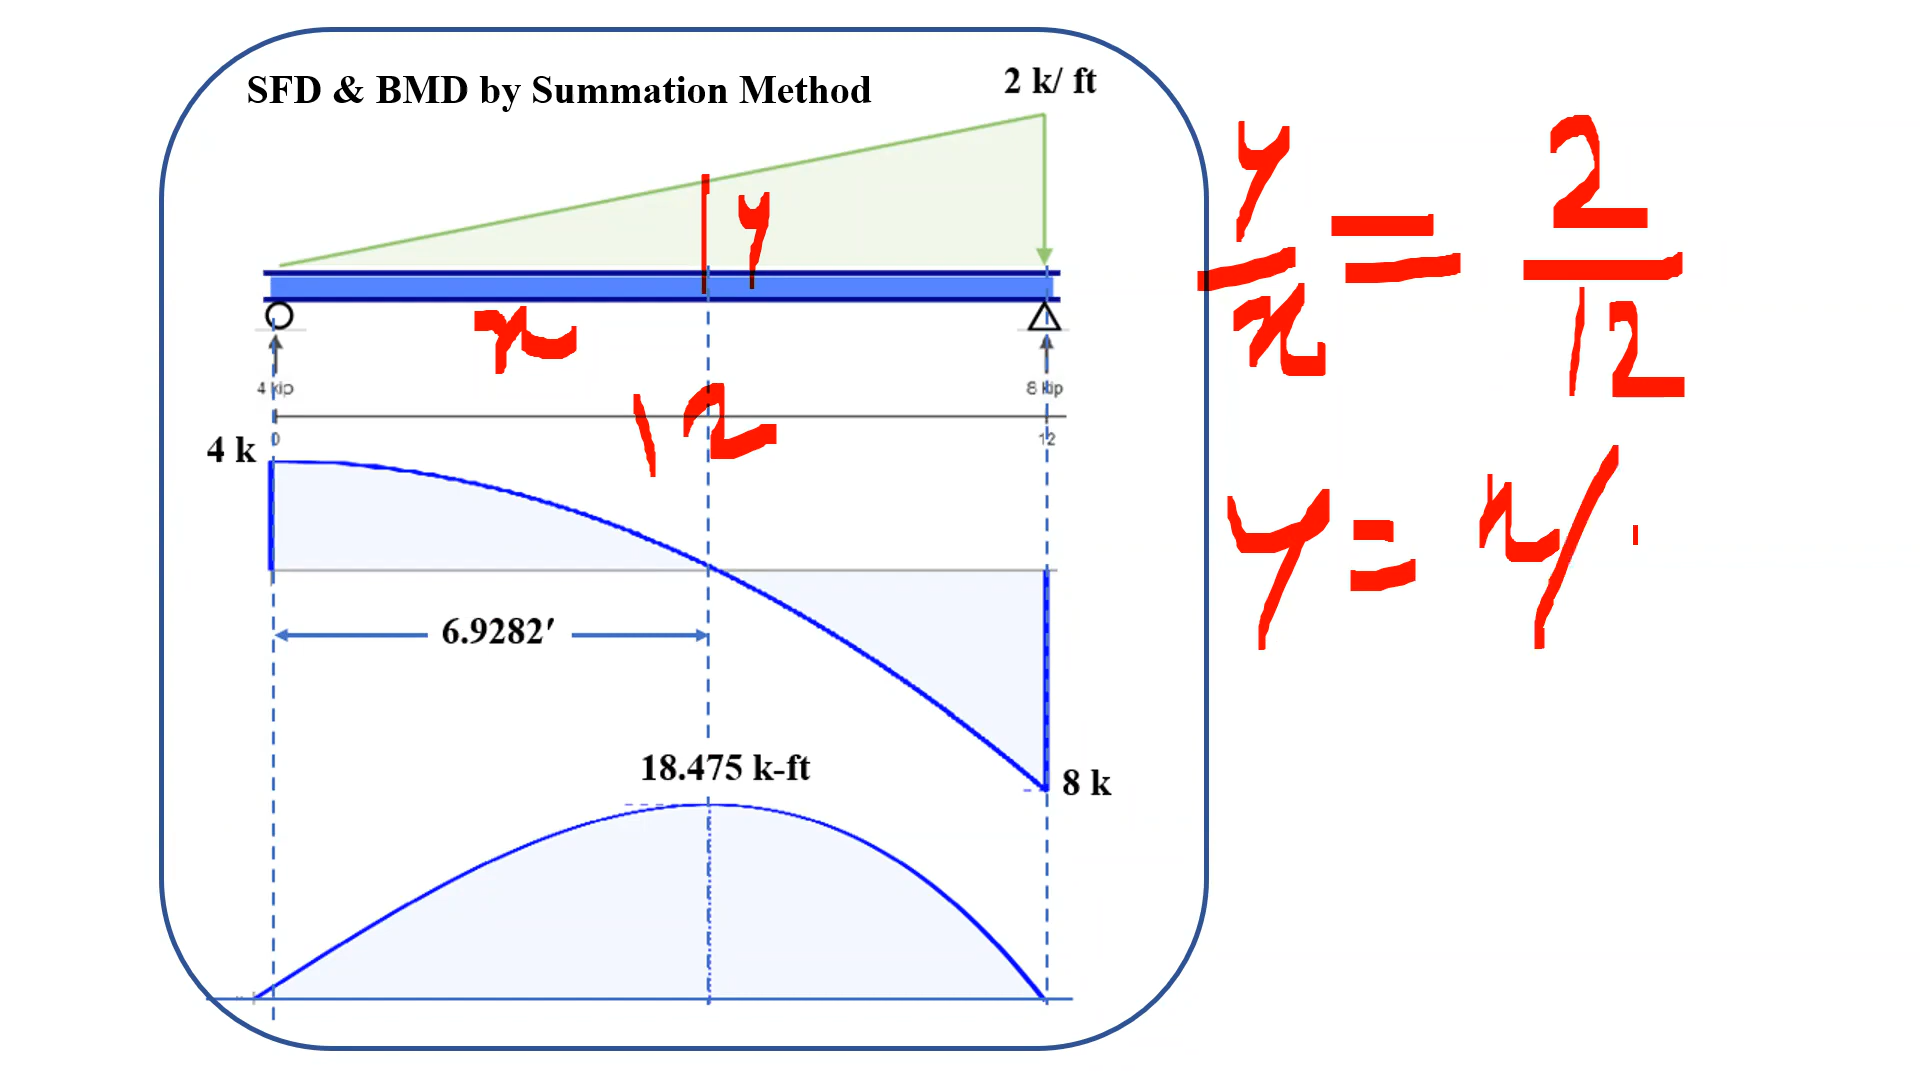 SFD & BMD by Summation Method
2 k/ ft
y
x
y/x = 2/12
4 kip
8 kip
12
0
12
4 k
y = x/
6.9282′
18.475 k-ft
8 k